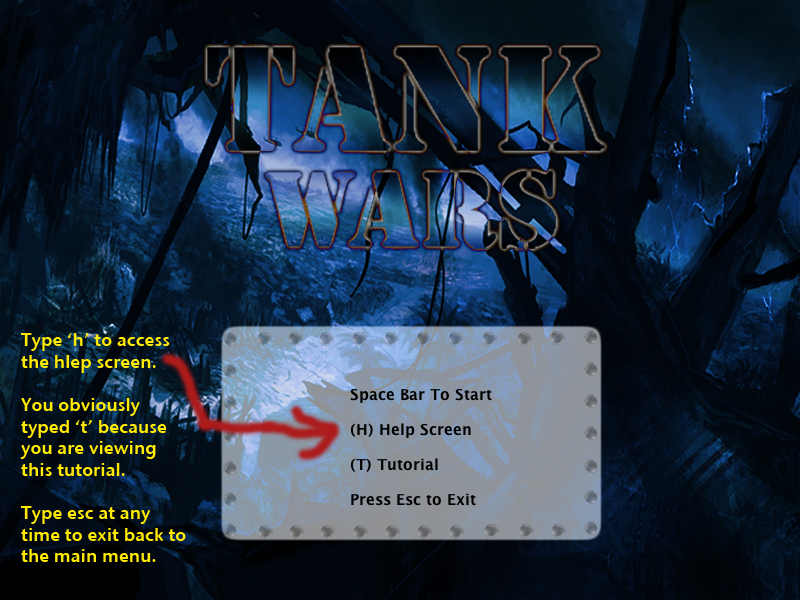 TANK
WARS
Type ‘h’ to access
the hlep screen.
You obviously
typed ‘t’ because
you are viewing
this tutorial.
Type esc at any
time to exit back to
the main menu.
Space Bar To Start
(H) Help Screen
(T) Tutorial
Press Esc to Exit